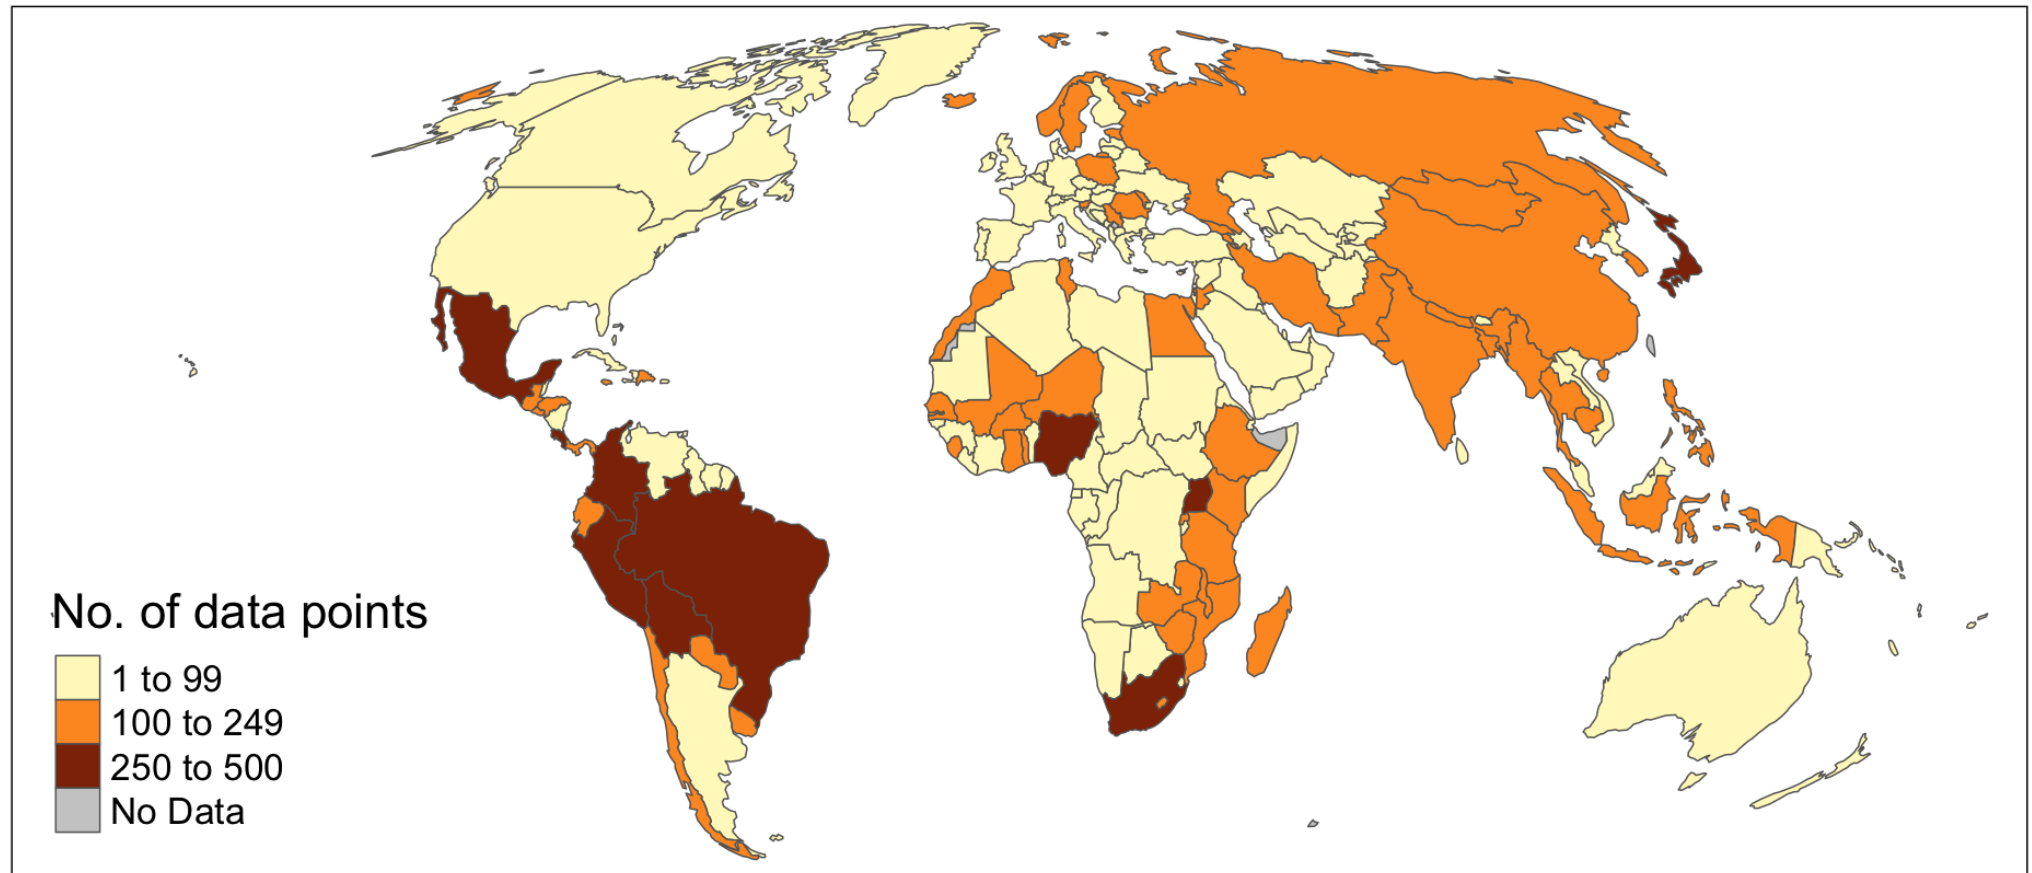 No. of data points
1 to 99
100 to 249
250 to 500
No Data